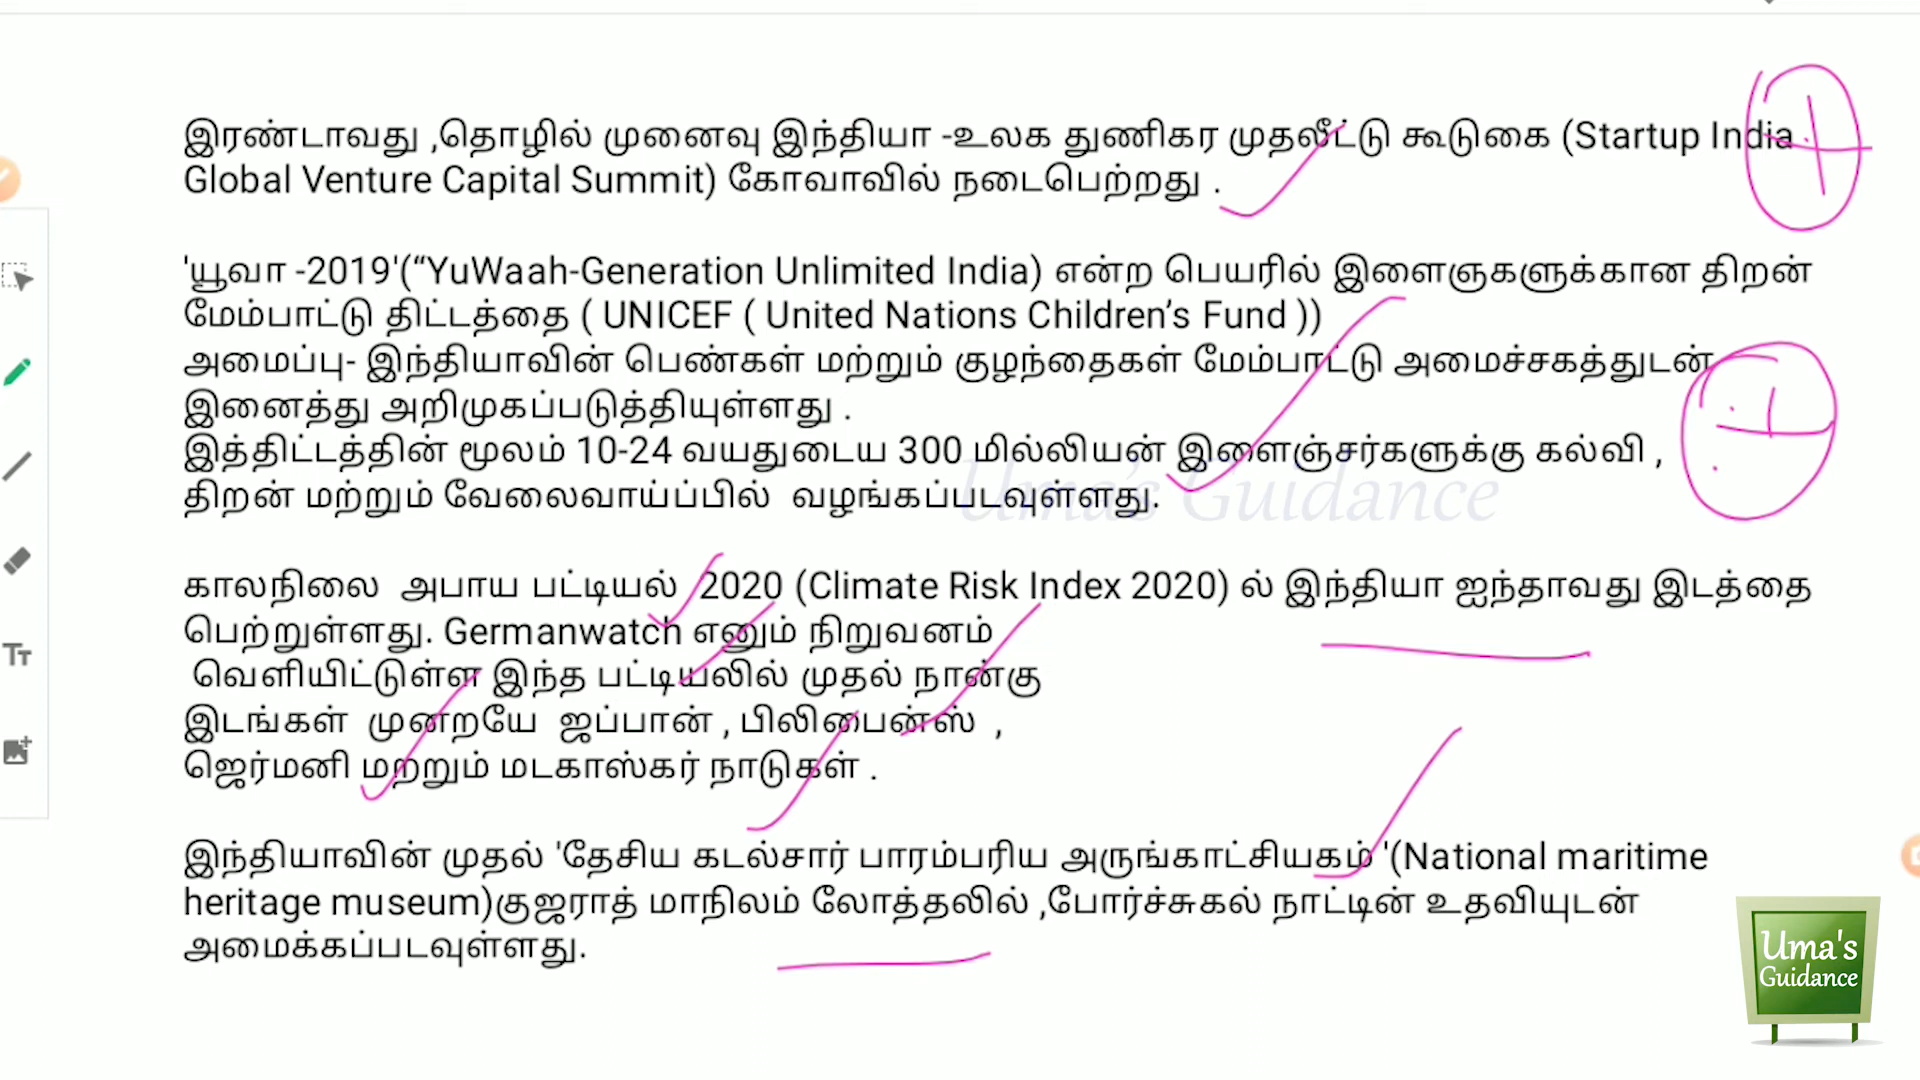 இரண்டாவது ,தொழில் முனைவு இந்தியா -உலக துணிகர முதலீட்டு கூடுகை (Startup India
Global Venture Capital Summit) கோவாவில் நடைபெற்றது .
'யூவா -2019'(“YuWaah-Generation Unlimited India) என்ற பெயரில் இளைஞகளுக்கான திறன்
மேம்பாட்டு திட்டத்தை ( UNICEF ( United Nations Children’s Fund ))
அமைப்பு- இந்தியாவின் பெண்கள் மற்றும் குழந்தைகள் மேம்பாட்டு அமைச்சகத்துடன்
இனைத்து அறிமுகப்படுத்தியுள்ளது .
இத்திட்டத்தின் மூலம் 10-24 வயதுடைய 300 மில்லியன் இளைஞ்சர்களுக்கு கல்வி ,
திறன் மற்றும் வேலைவாய்ப்பில் வழங்கப்படவுள்ளது.
Uma's Guidance
காலநிலை அபாய பட்டியல் 2020 (Climate Risk Index 2020) ல் இந்தியா ஐந்தாவது இடத்தை
பெற்றுள்ளது. Germanwatch எனும் நிறுவனம்
வெளியிட்டுள்ள இந்த பட்டியலில் முதல் நான்கு
இடங்கள் முனறயே ஜப்பான் , பிலிபைன்ஸ் ,
ஜெர்மனி மற்றும் மடகாஸ்கர் நாடுகள் .
இந்தியாவின் முதல் 'தேசிய கடல்சார் பாரம்பரிய அருங்காட்சியகம் '(National maritime
heritage museum)குஜராத் மாநிலம் லோத்தலில் ,போர்ச்சுகல் நாட்டின் உதவியுடன்
அமைக்கப்படவுள்ளது.
Uma's
Guidance